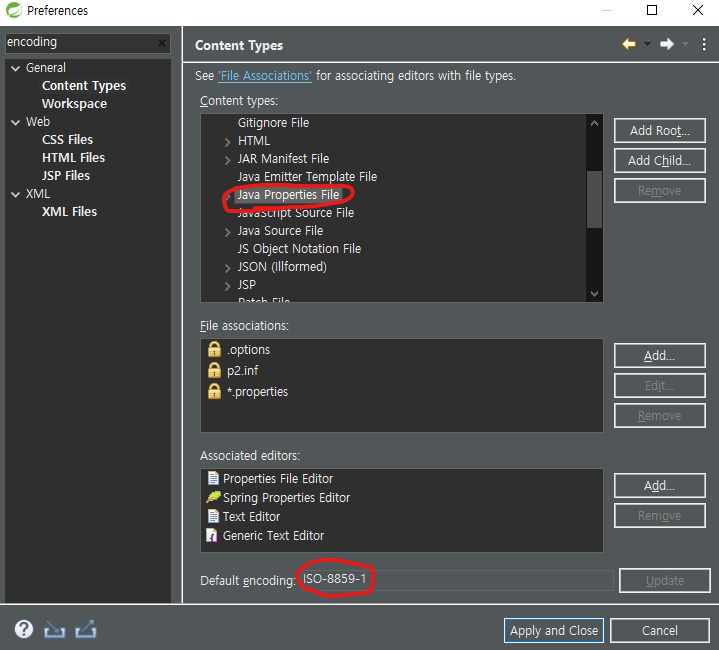 Preferences
encoding
General
Content Types
Workspace
Web
CSS Files
HTML Files
JSP Files
XML
XML Files
Content Types
See 'File Associations' for associating editors with file types.
Content types:
Gitignore File
HTML
JAR Manifest File
Java Emitter Template File
Java Properties File
JavaScript Source File
Java Source File
JS Object Notation File
JSON (Illformed)
JSP
Patch File
Add Root...
Add Child...
Remove
File associations:
.options
p2.inf
*.properties
Add...
Edit...
Remove
Associated editors:
Properties File Editor
Spring Properties Editor
Text Editor
Generic Text Editor
Add...
Remove
Default encoding: ISO-8859-1
Update
Apply and Close
Cancel